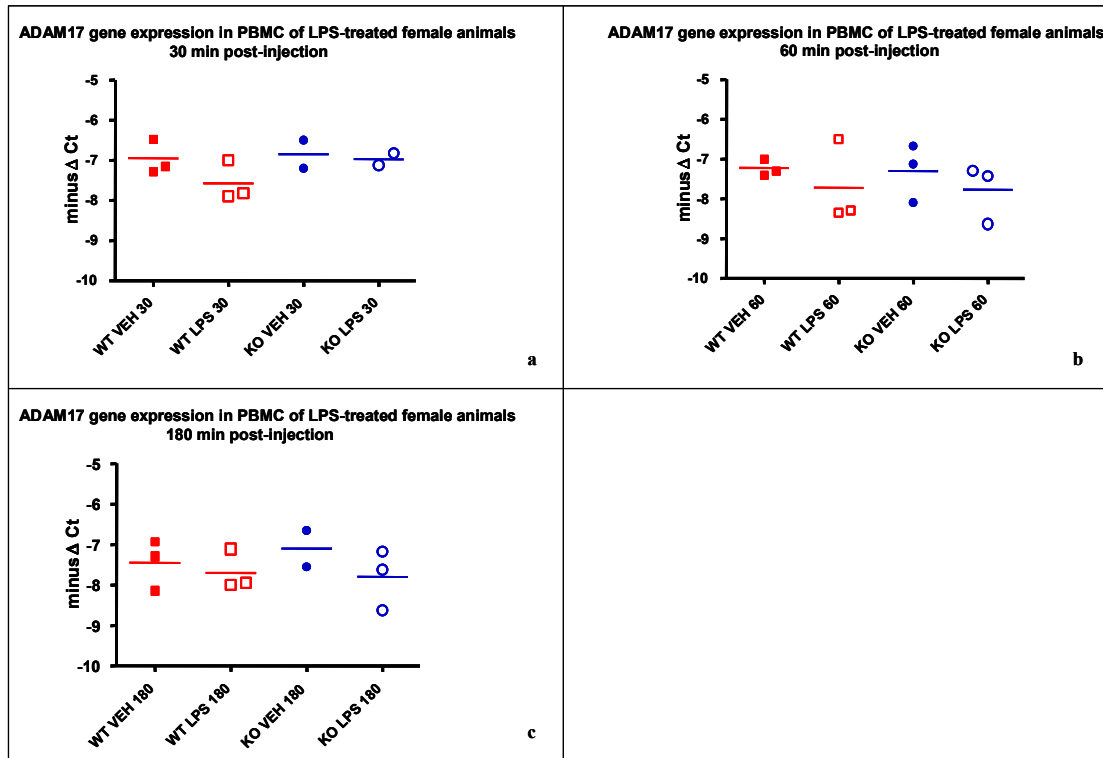 ADAM17 gene expression in PBMC of LPS-treated female animals
30 min post-injection
-5
-6
-7
-8
-9
-10
minus Δ Ct
WT VEH 30
WT LPS 30
KO VEH 30
KO LPS 30
a
ADAM17 gene expression in PBMC of LPS-treated female animals
60 min post-injection
-5
-6
-7
-8
-9
-10
minus Δ Ct
WT VEH 60
WT LPS 60
KO VEH 60
KO LPS 60
b
ADAM17 gene expression in PBMC of LPS-treated female animals
180 min post-injection
-5
-6
-7
-8
-9
-10
minus Δ Ct
WT VEH 180
WT LPS 180
KO VEH 180
KO LPS 180
c